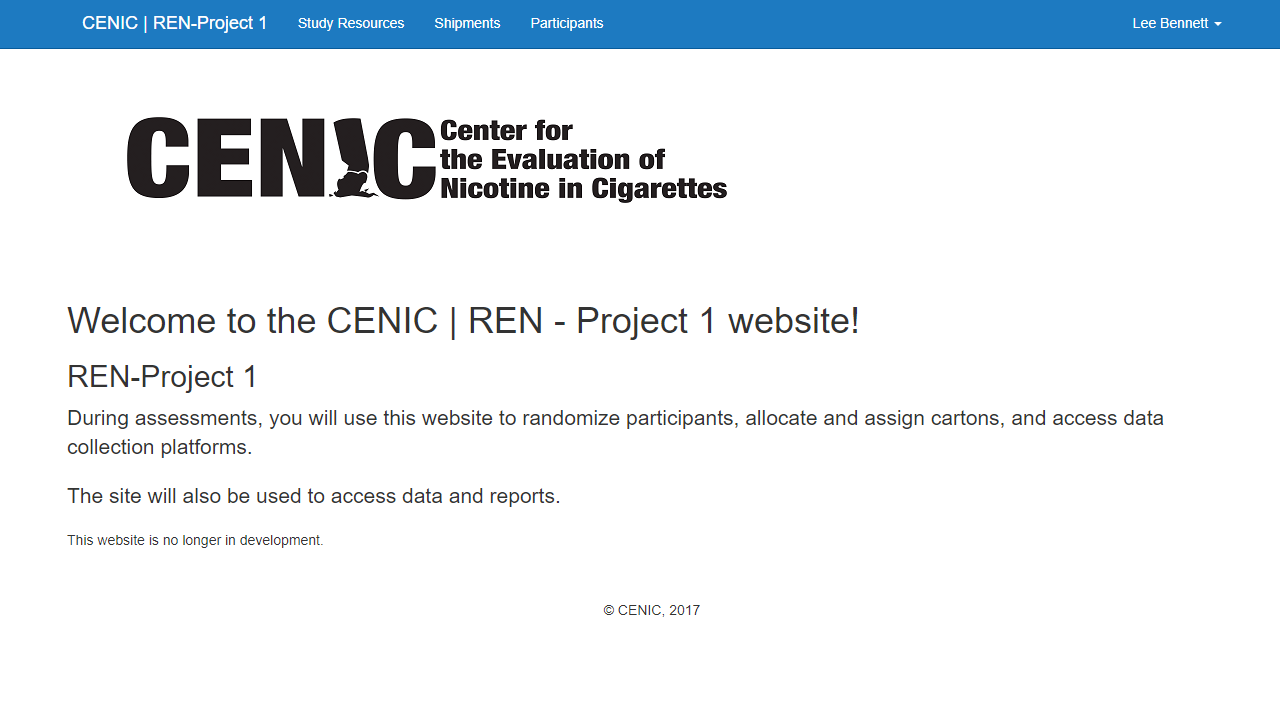 CENIC | REN-Project 1 Study Resources Shipments Participants Lee Bennett
CENIC
Center for
the Evaluation of
Nicotine in Cigarettes
Welcome to the CENIC | REN - Project 1 website!
REN-Project 1
During assessments, you will use this website to randomize participants, allocate and assign cartons, and access data
collection platforms.
The site will also be used to access data and reports.
This website is no longer in development.
© CENIC, 2017